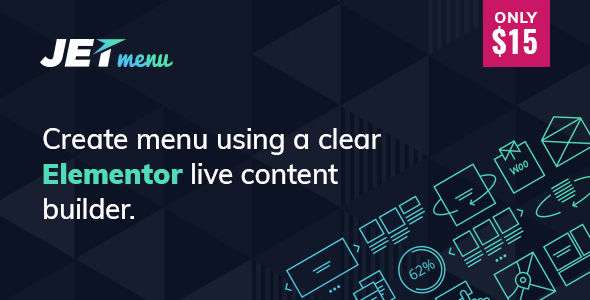 ONLY
$15
JET menu
Create menu using a clear
Elementor live content
builder.
WOO
62%